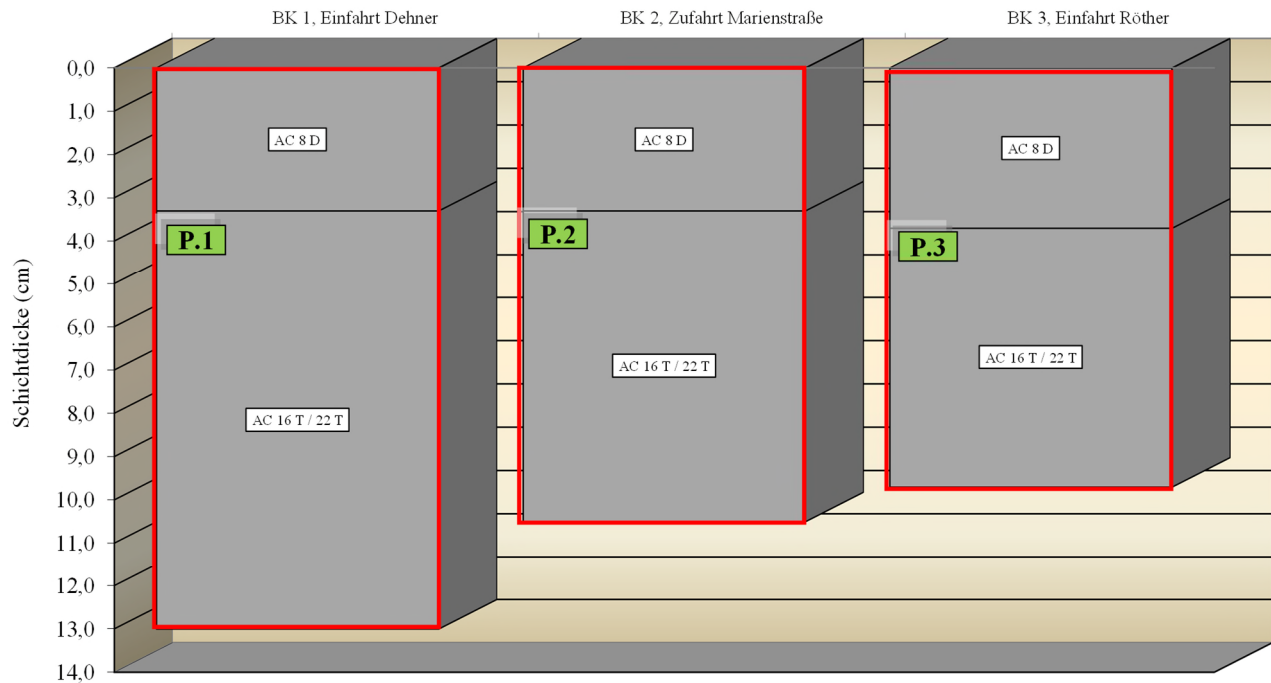 BK 1, Einfahrt Dehner
BK 2, Zufahrt Marienstraße
BK 3, Einfahrt Röther
Schichtdicke (cm)
0,0
1,0
2,0
3,0
4,0
5,0
6,0
7,0
8,0
9,0
10,0
11,0
12,0
13,0
14,0
AC 8 D
P.1
AC 16 T / 22 T
AC 8 D
P.2
AC 16 T / 22 T
AC 8 D
P.3
AC 16 T / 22 T